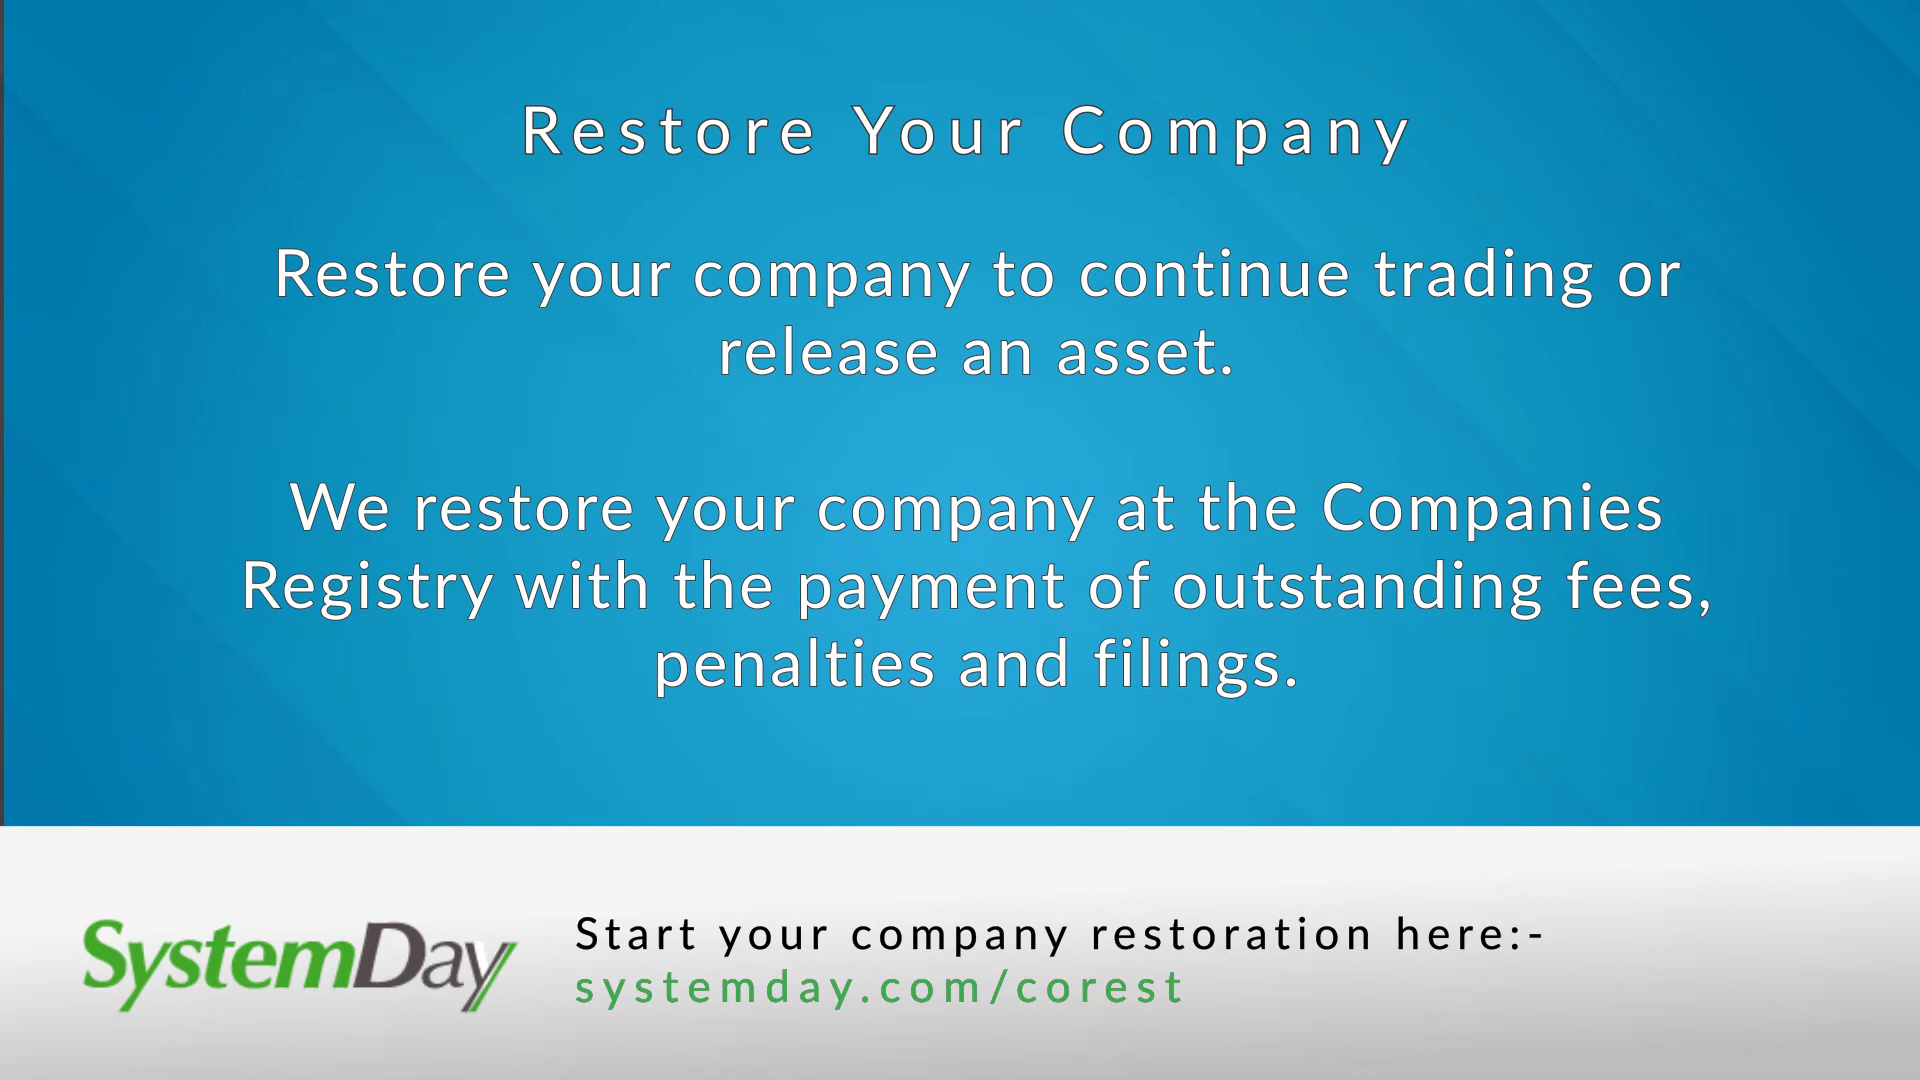 Restore Your Company
Restore your company to continue trading or
release an asset.
We restore your company at the Companies
Registry with the payment of outstanding fees,
penalties and filings.
SystemDay
Start your company restoration here:-
systemday.com/corest